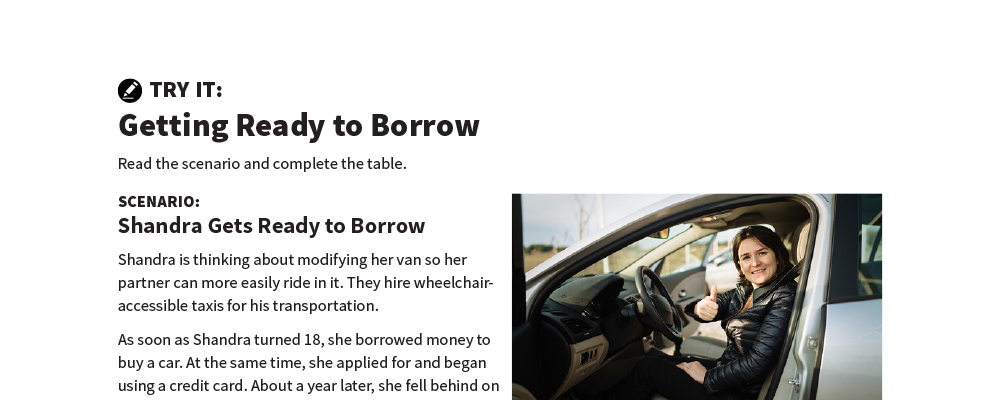 TRY IT:
Getting Ready to Borrow
Read the scenario and complete the table.
SCENARIO:
Shandra Gets Ready to Borrow
Shandra is thinking about modifying her van so her
partner can more easily ride in it. They hire wheelchair-
accessible taxis for his transportation.
As soon as Shandra turned 18, she borrowed money to
buy a car. At the same time, she applied for and began
using a credit card. About a year later, she fell behind on